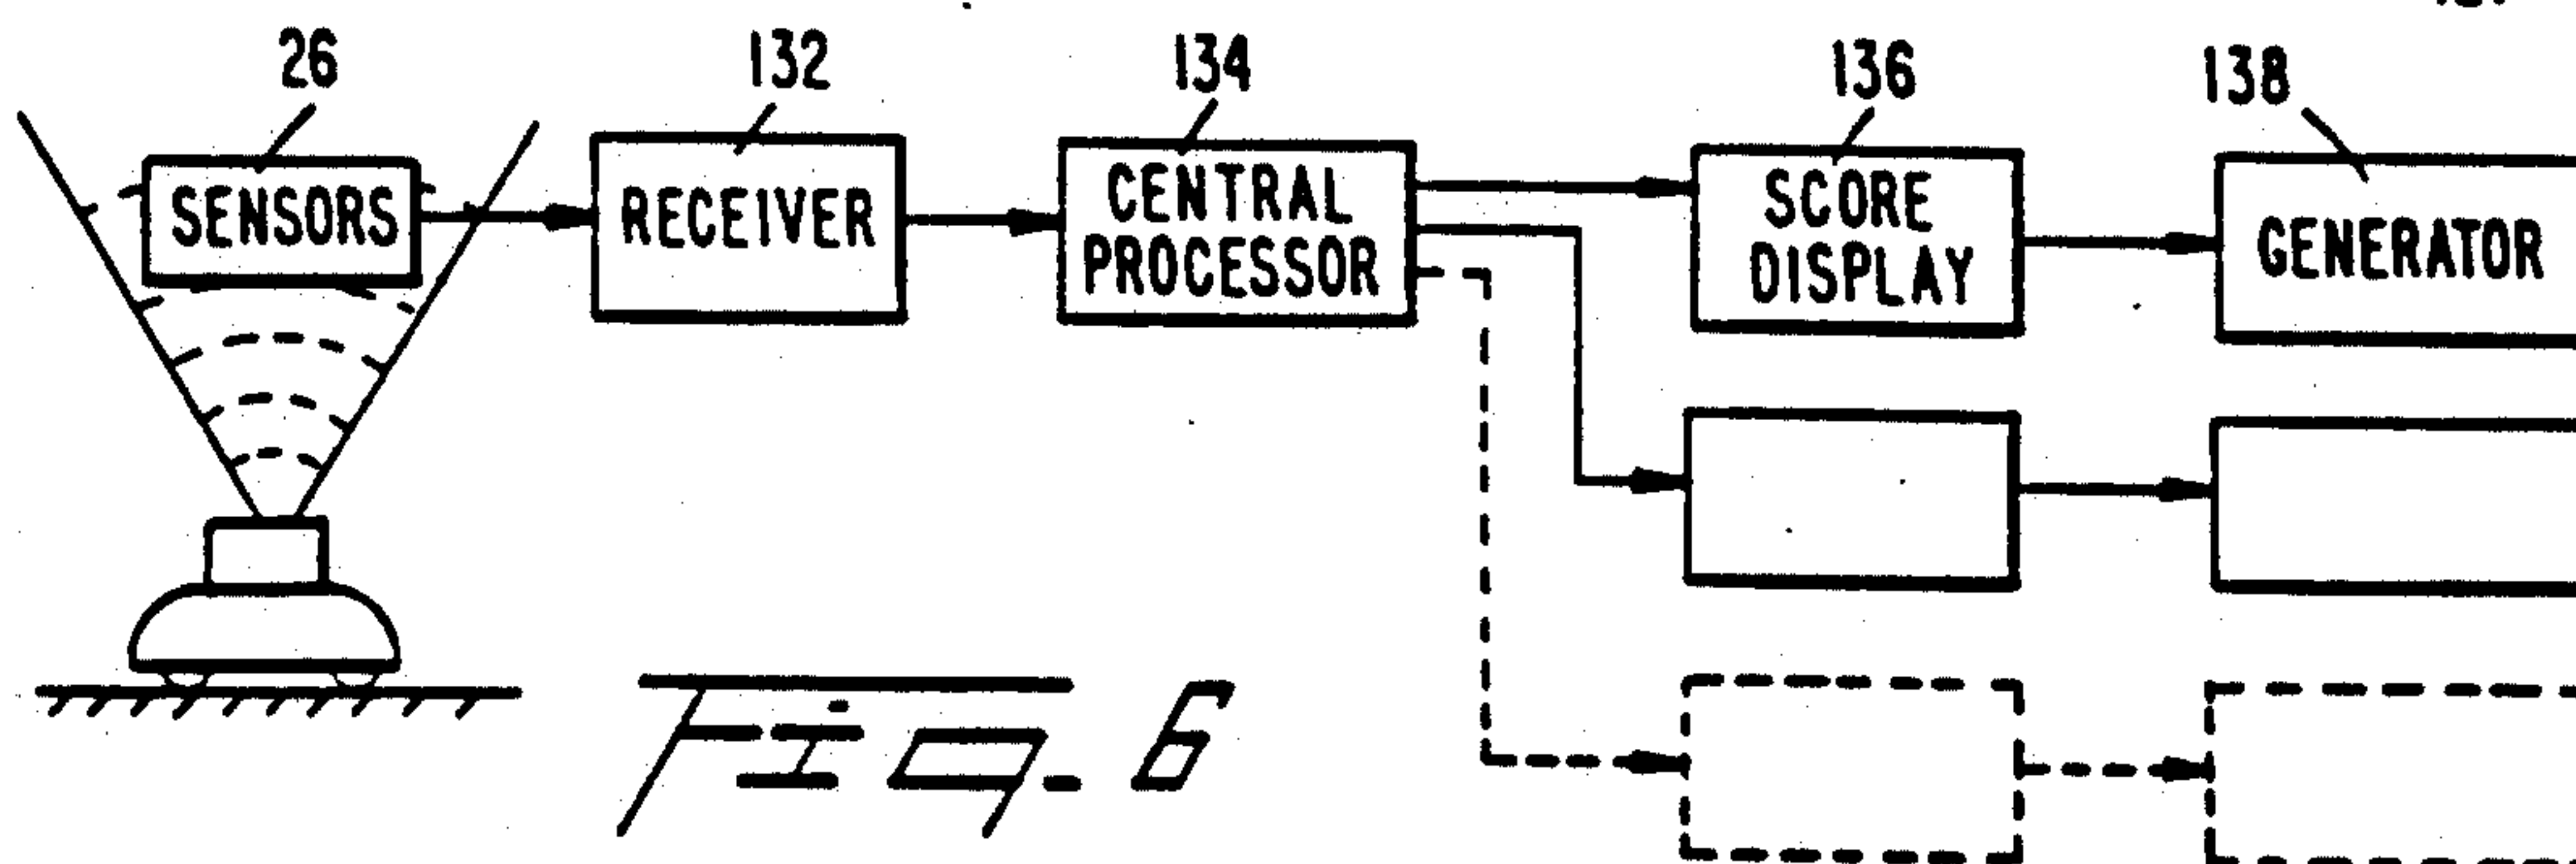 26
132
134
136
138
SENSORS
RECEIVER
CENTRAL
PROCESSOR
SCORE
DISPLAY
GENERATOR
Fig. 6